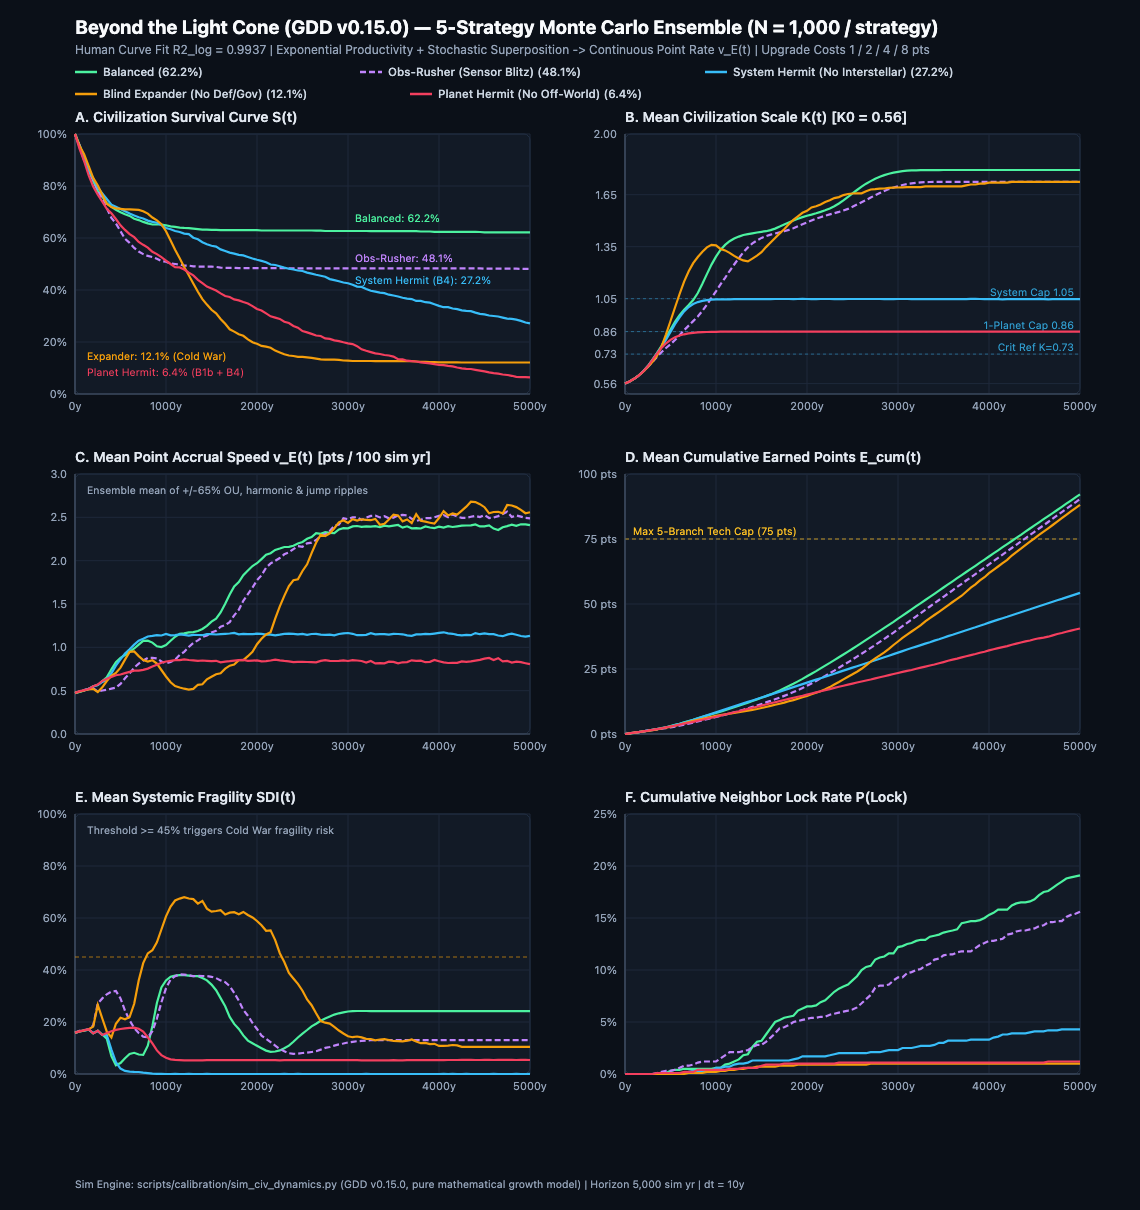 Beyond the Light Cone (GDD v0.15.0) — 5-Strategy Monte Carlo Ensemble (N = 1,000 / strategy)
Human Curve Fit R2_log = 0.9937 | Exponential Productivity + Stochastic Superposition -> Continuous Point Rate v_E(t) | Upgrade Costs 1 / 2 / 4 / 8 pts
Balanced (62.2%)
Obs-Rusher (Sensor Blitz) (48.1%)
System Hermit (No Interstellar) (27.2%)
Blind Expander (No Def/Gov) (12.1%)
Planet Hermit (No Off-World) (6.4%)
A. Civilization Survival Curve S(t)
100%
80%
60%
40%
20%
0%
Balanced: 62.2%
Obs-Rusher: 48.1%
System Hermit (B4): 27.2%
Expander: 12.1% (Cold War)
Planet Hermit: 6.4% (B1b + B4)
0y
1000y
2000y
3000y
4000y
5000y
B. Mean Civilization Scale K(t) [K0 = 0.56]
2.00
1.65
1.35
1.05
0.86
0.73
0.56
System Cap 1.05
1-Planet Cap 0.86
Crit Ref K=0.73
0y
1000y
2000y
3000y
4000y
5000y
C. Mean Point Accrual Speed v_E(t) [pts / 100 sim yr]
3.0
2.5
2.0
1.5
1.0
0.5
0.0
Ensemble mean of +/-65% OU, harmonic & jump ripples
0y
1000y
2000y
3000y
4000y
5000y
D. Mean Cumulative Earned Points E_cum(t)
100 pts
75 pts
50 pts
25 pts
0 pts
Max 5-Branch Tech Cap (75 pts)
0y
1000y
2000y
3000y
4000y
5000y
E. Mean Systemic Fragility SDI(t)
100%
80%
60%
40%
20%
0%
Threshold >= 45% triggers Cold War fragility risk
0y
1000y
2000y
3000y
4000y
5000y
F. Cumulative Neighbor Lock Rate P(Lock)
25%
20%
15%
10%
5%
0%
0y
1000y
2000y
3000y
4000y
5000y
Sim Engine: scripts/calibration/sim_civ_dynamics.py (GDD v0.15.0, pure mathematical growth model) | Horizon 5,000 sim yr | dt = 10y